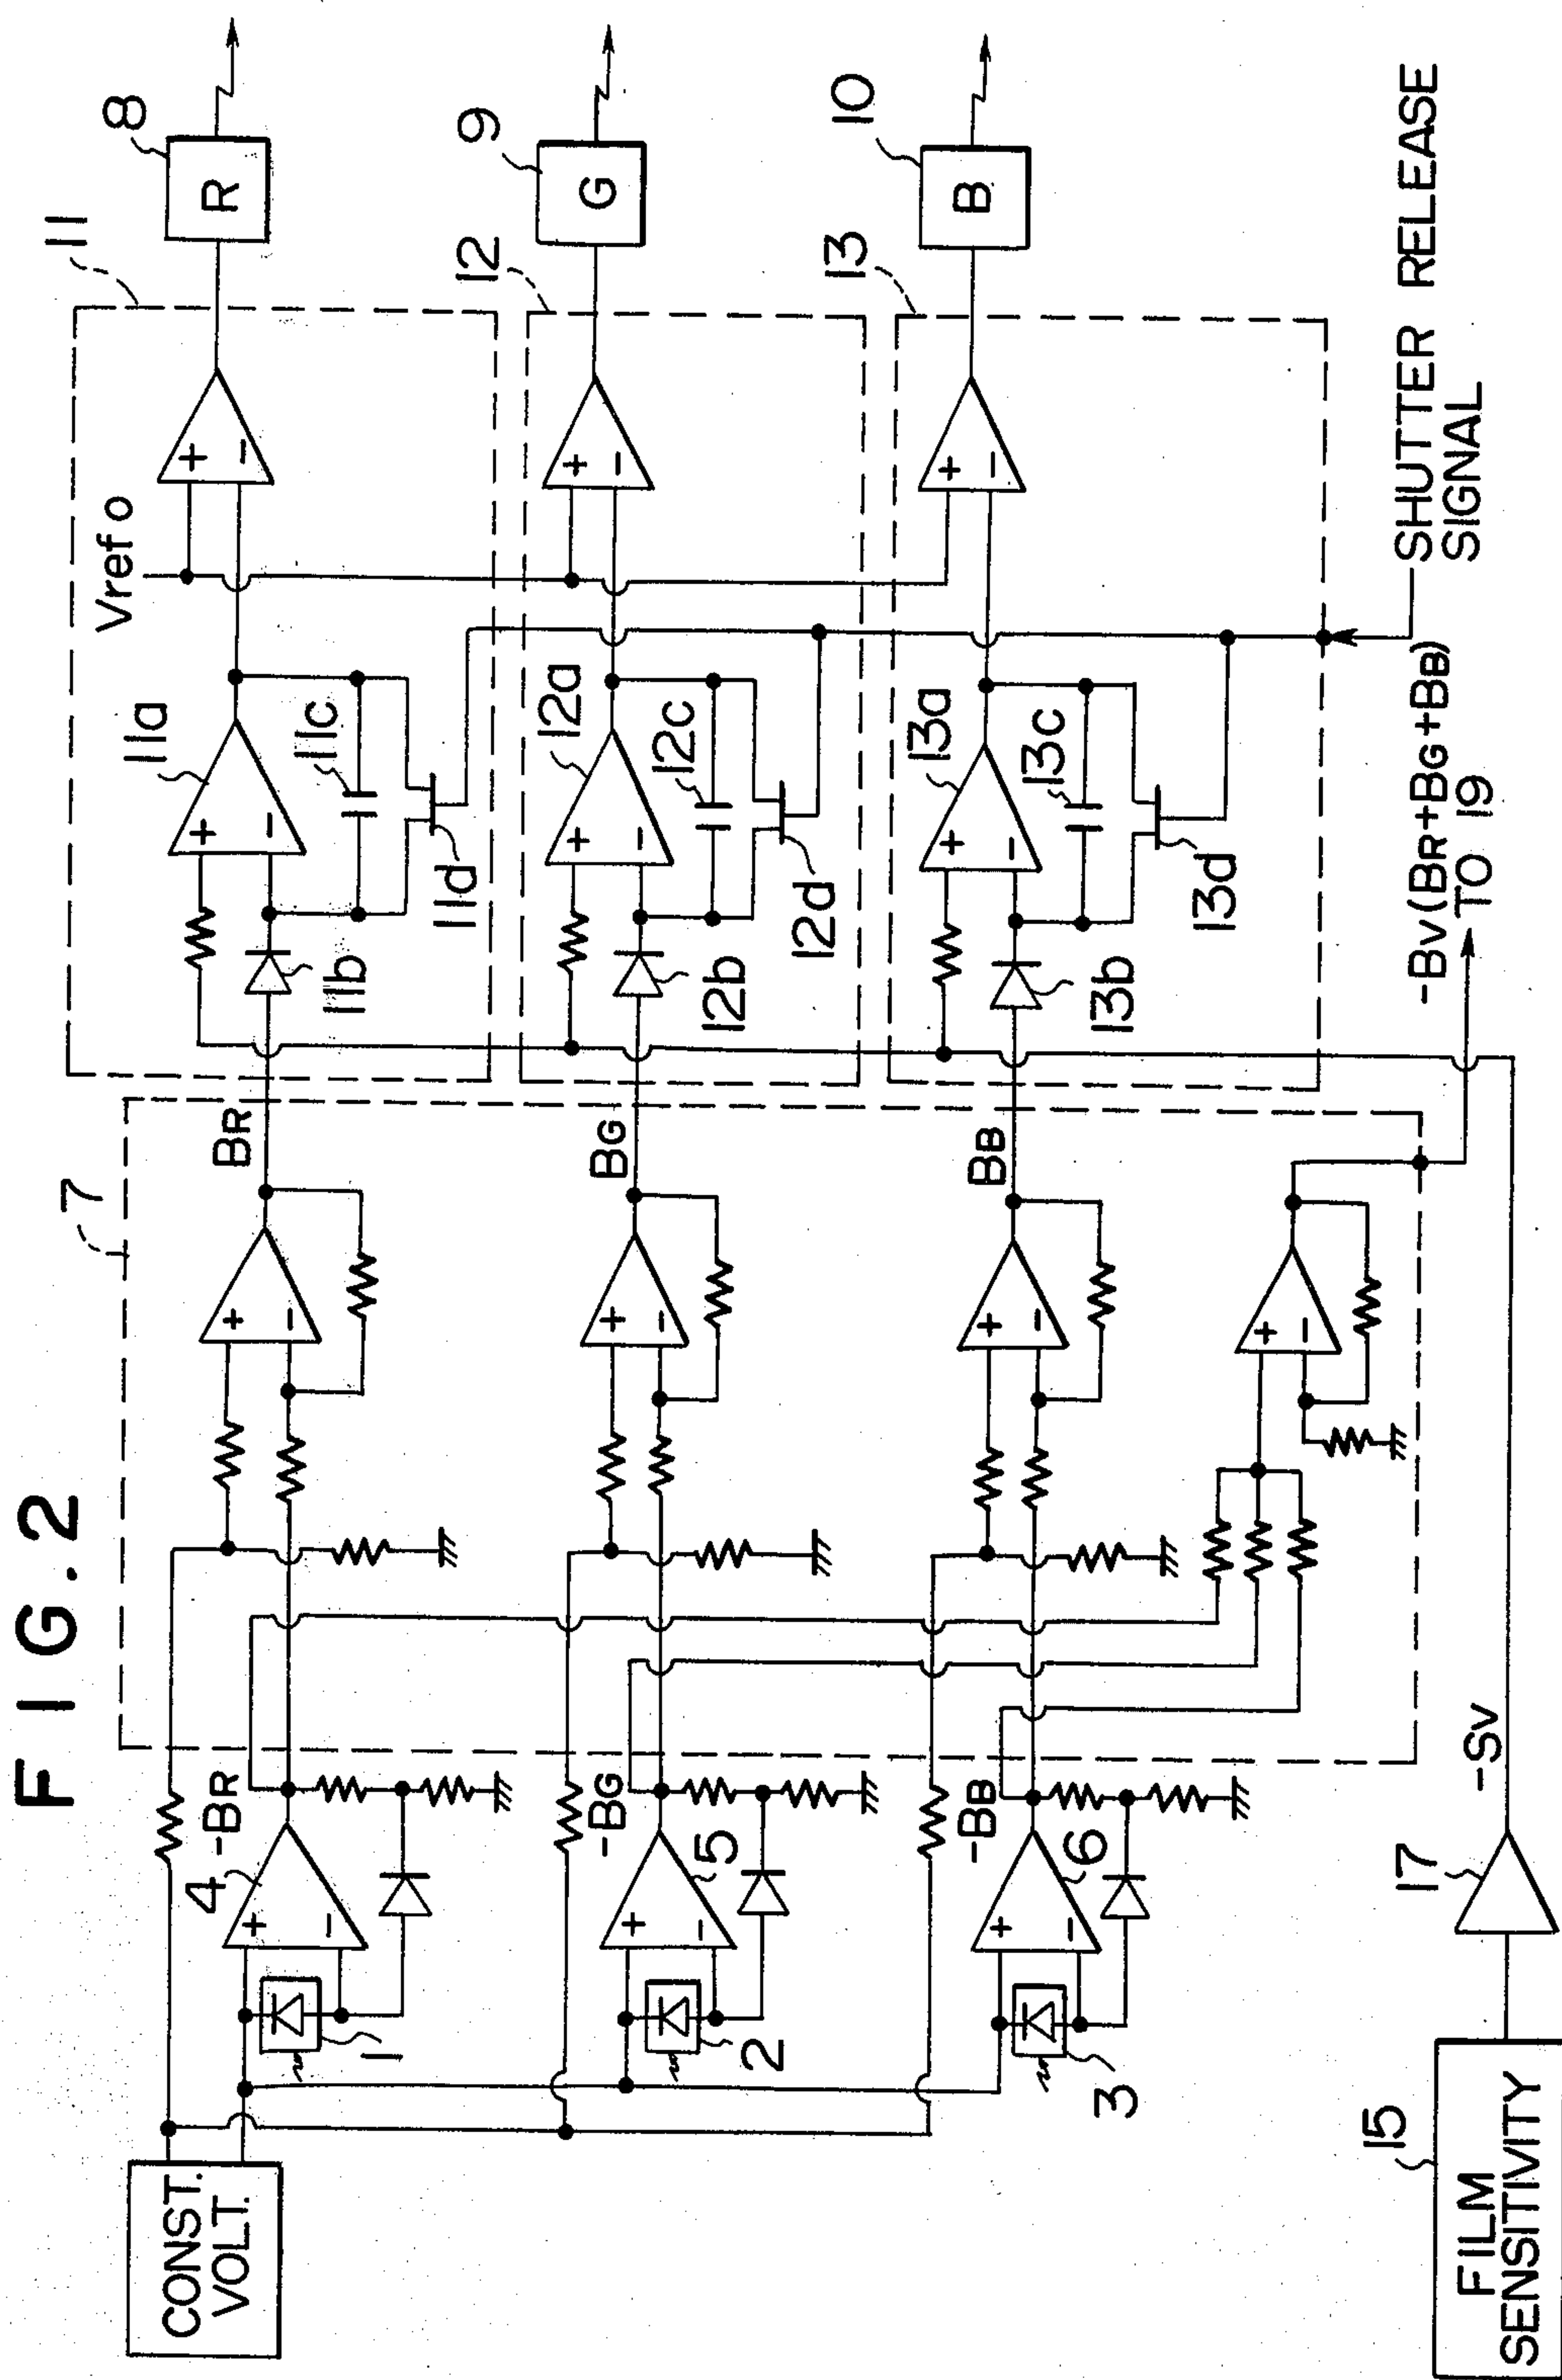 FIG. 2
CONST.
VOLT.
4
-BR
1
5
-BG
2
6
-BB
3
7
BR
BG
BB
Vref o
11
11a
11b
11c
11d
12
12a
12b
12c
12d
13
13a
13b
13c
13d
R
8
G
9
B
10
+
-
+
-
+
-
+
-
+
-
+
-
+
-
+
-
+
-
+
-
+
-
+
-
+
-
-BV(BR+BG+BB)
TO 19
SHUTTER RELEASE
SIGNAL
15
FILM
SENSITIVITY
17
-SV